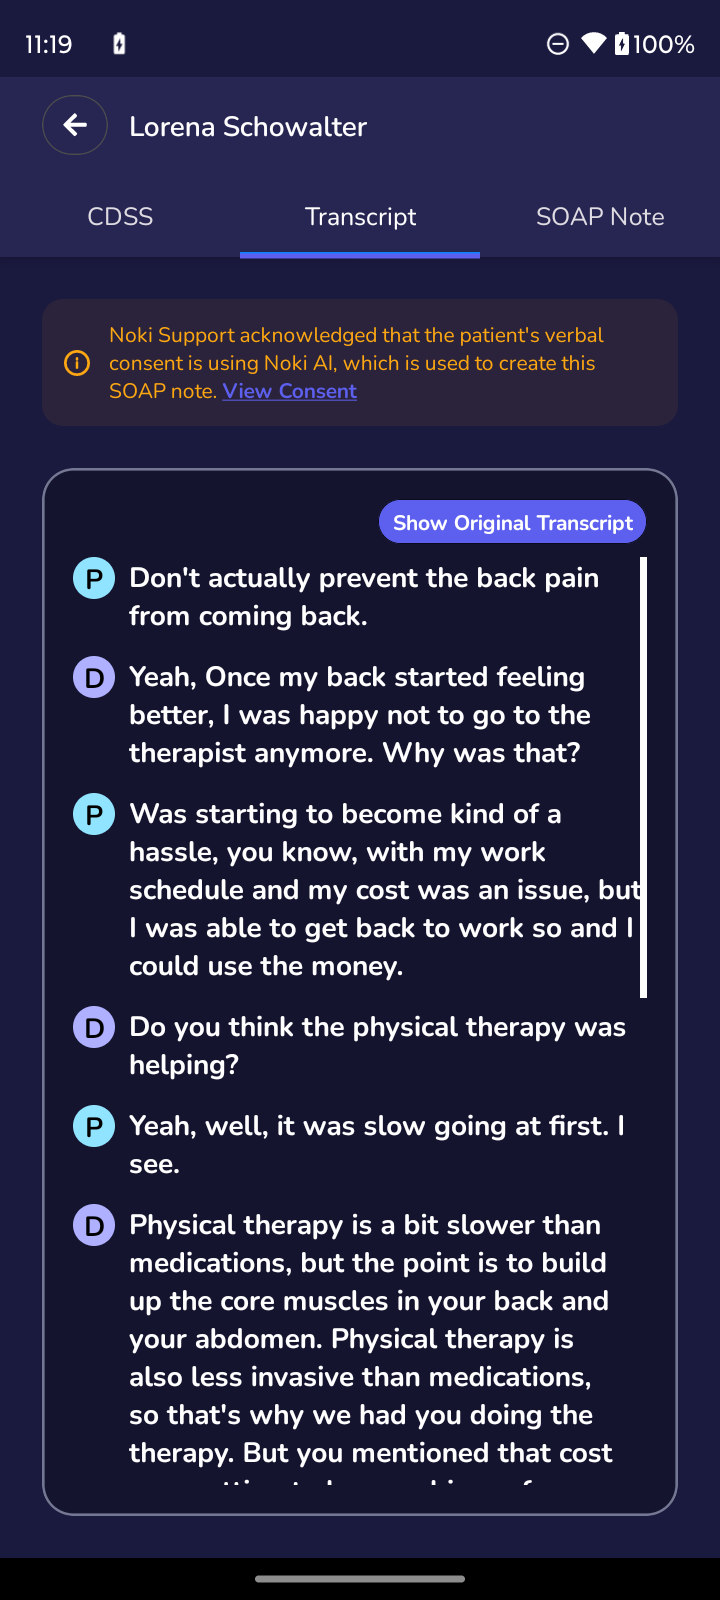 11:19
100%
Lorena Schowalter
CDSS
Transcript
SOAP Note
Noki Support acknowledged that the patient's verbal
consent is using Noki AI, which is used to create this
SOAP note. View Consent
Show Original Transcript
P
Don't actually prevent the back pain
from coming back.
D
Yeah, Once my back started feeling
better, I was happy not to go to the
therapist anymore. Why was that?
P
Was starting to become kind of a
hassle, you know, with my work
schedule and my cost was an issue, but
I was able to get back to work so and I
could use the money.
D
Do you think the physical therapy was
helping?
P
Yeah, well, it was slow going at first. I
see.
D
Physical therapy is a bit slower than
medications, but the point is to build
up the core muscles in your back and
your abdomen. Physical therapy is
also less invasive than medications,
so that's why we had you doing the
therapy. But you mentioned that cost